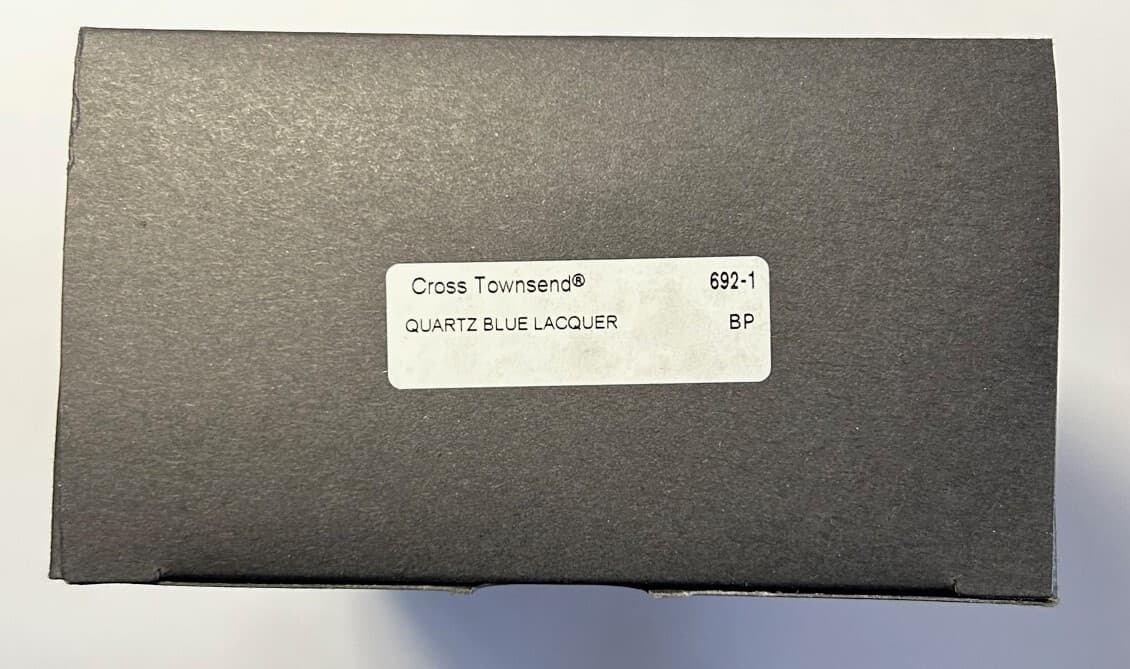 Cross Townsend® 692-1
QUARTZ BLUE LACQUER BP